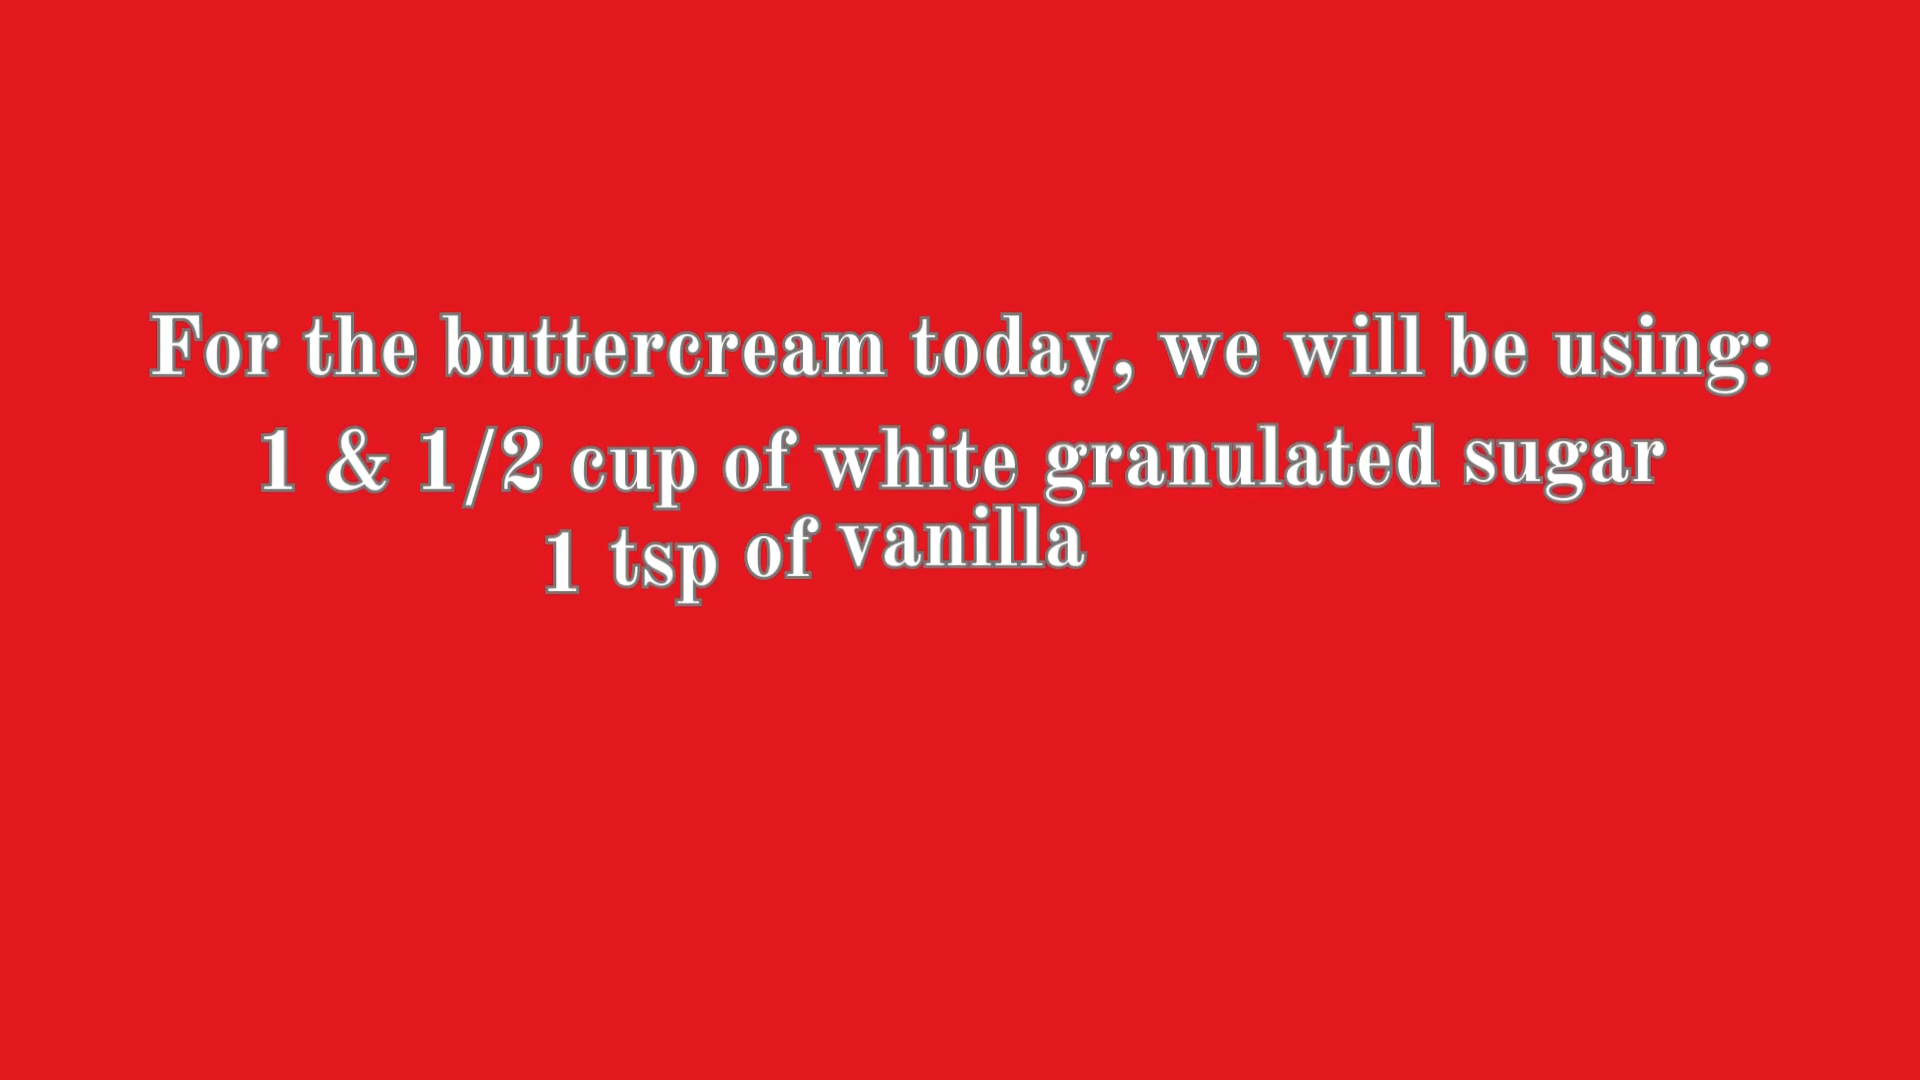 For the buttercream today, we will be using:
1 & 1/2 cup of white granulated sugar
1 tsp of vanilla